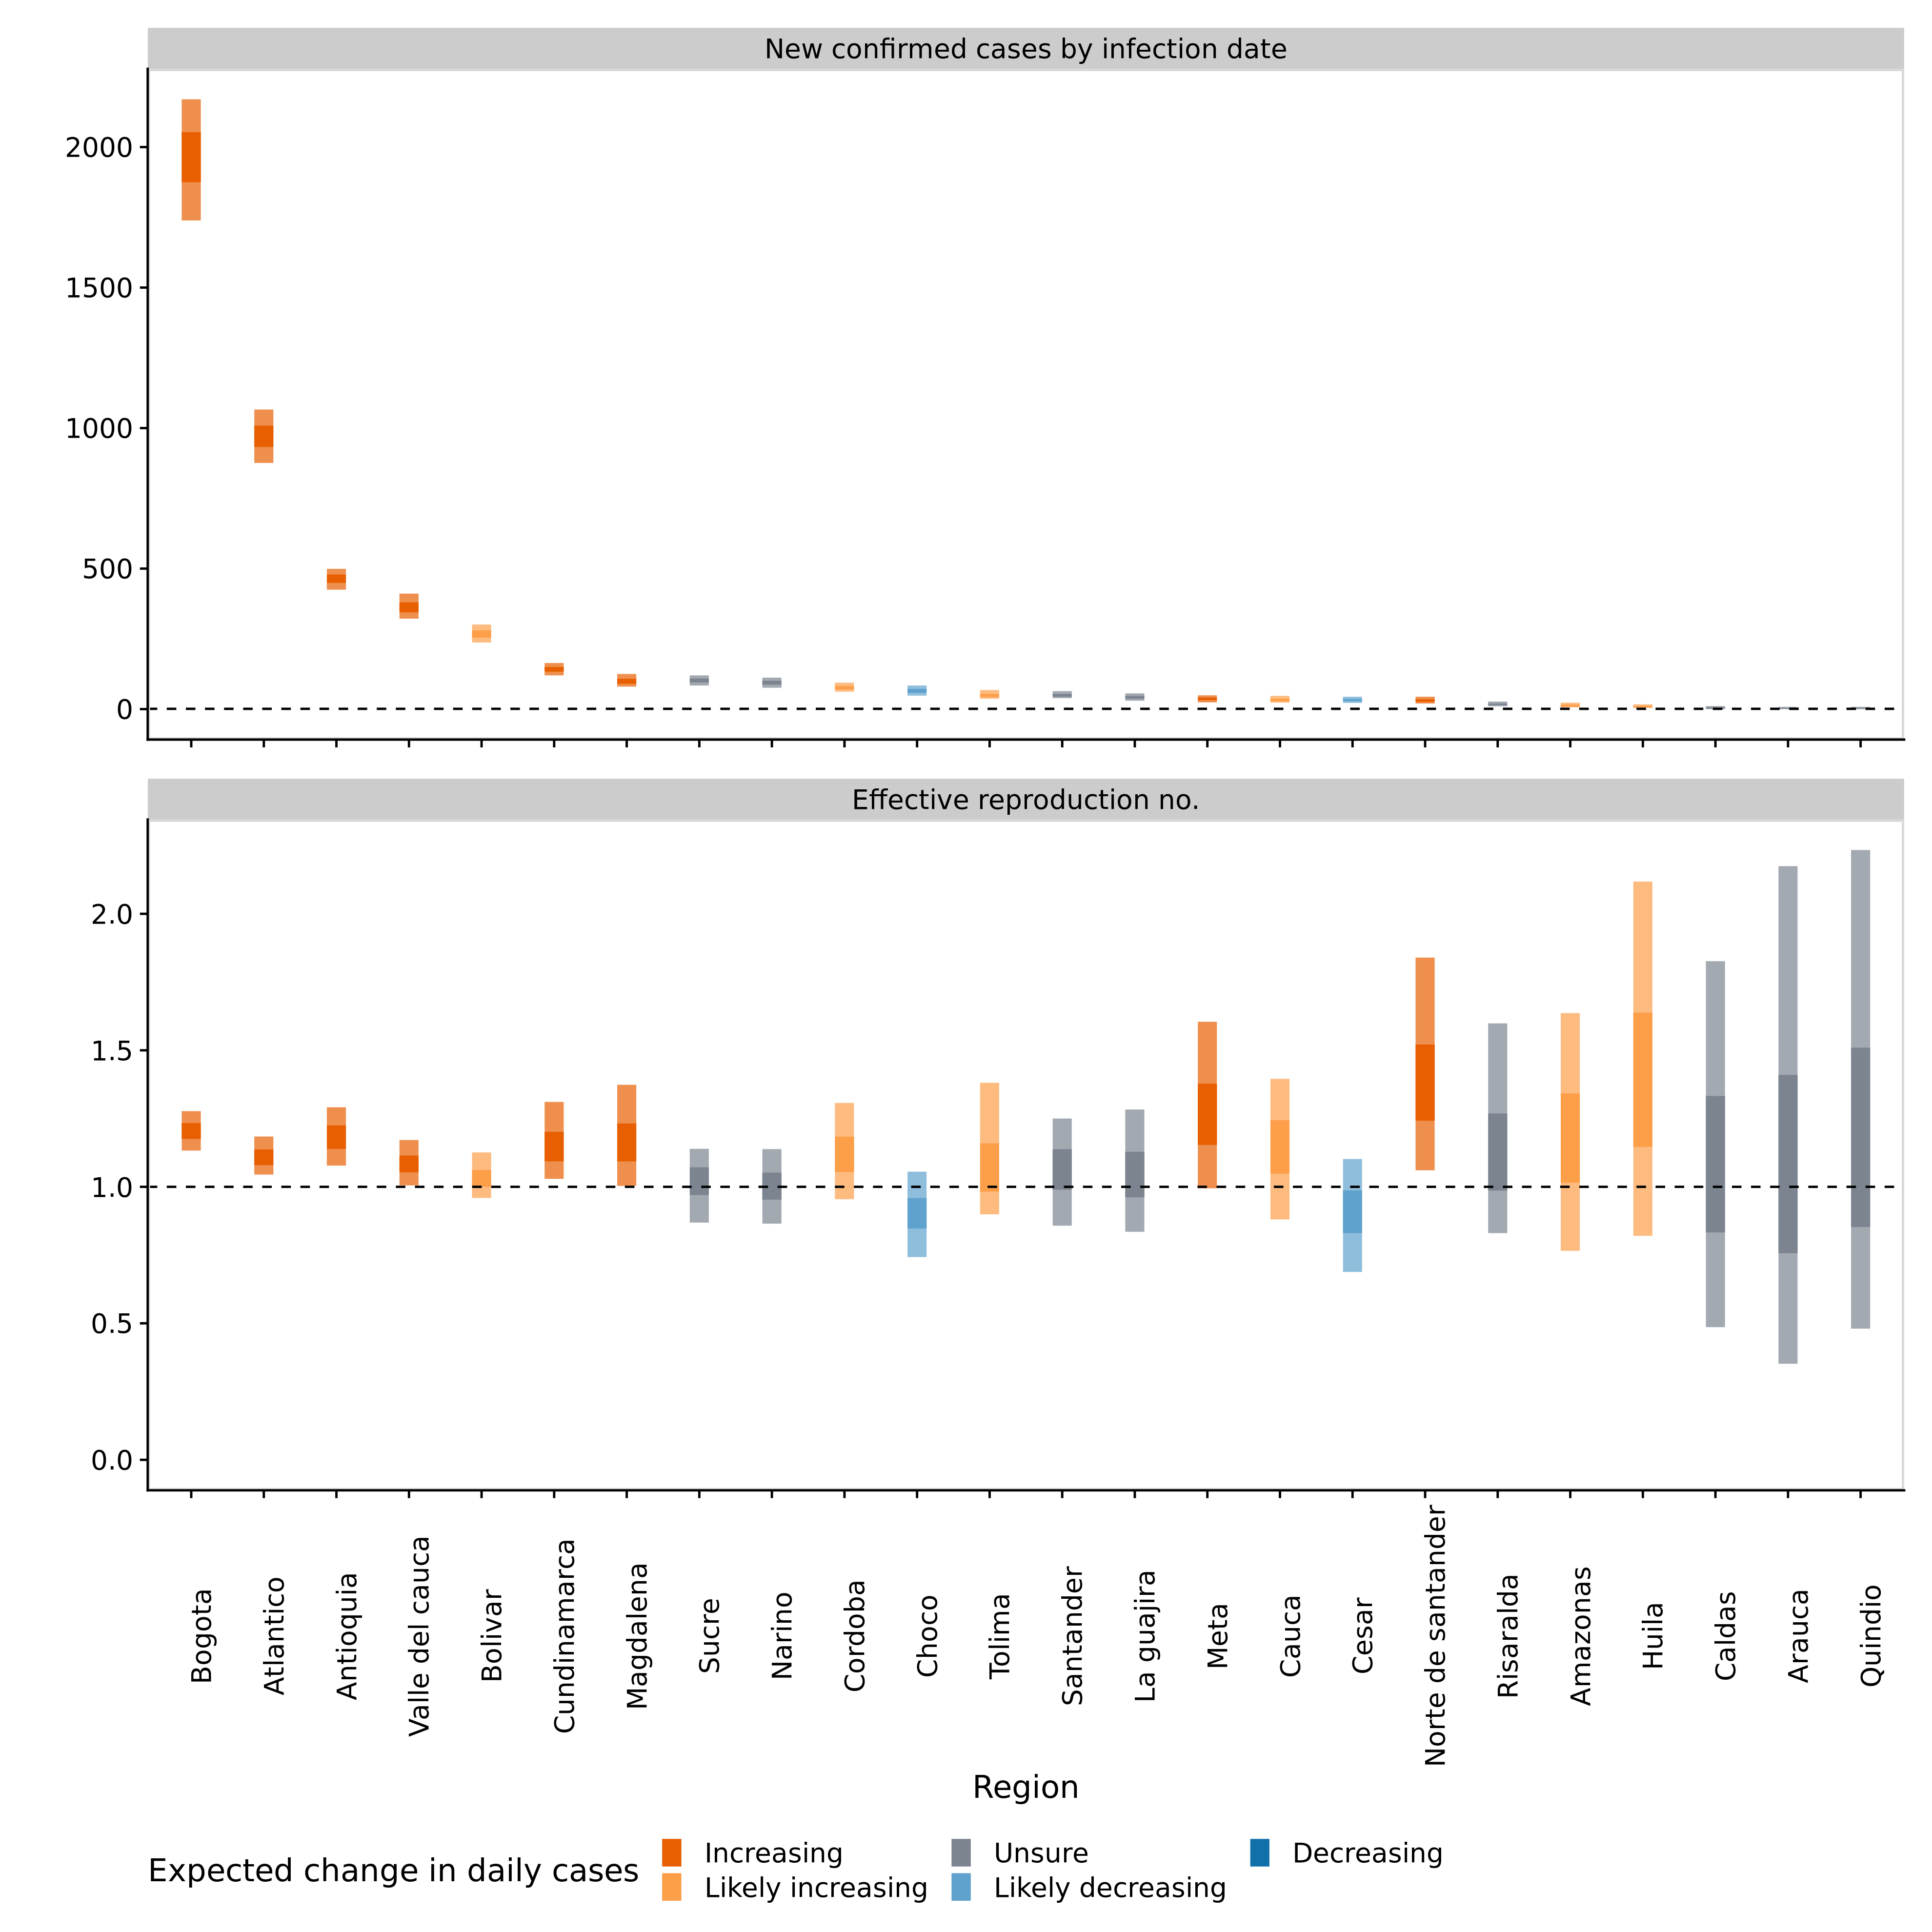 New confirmed cases by infection date
2000
1500
1000
500
0
Effective reproduction no.
2.0
1.5
1.0
0.5
0.0
Bogota
Atlantico
Antioquia
Valle del cauca
Bolivar
Cundinamarca
Magdalena
Sucre
Narino
Cordoba
Choco
Tolima
Santander
La guajira
Meta
Cauca
Cesar
Norte de santander
Risaralda
Amazonas
Huila
Caldas
Arauca
Quindio
Region
Expected change in daily cases
Increasing
Unsure
Decreasing
Likely increasing
Likely decreasing